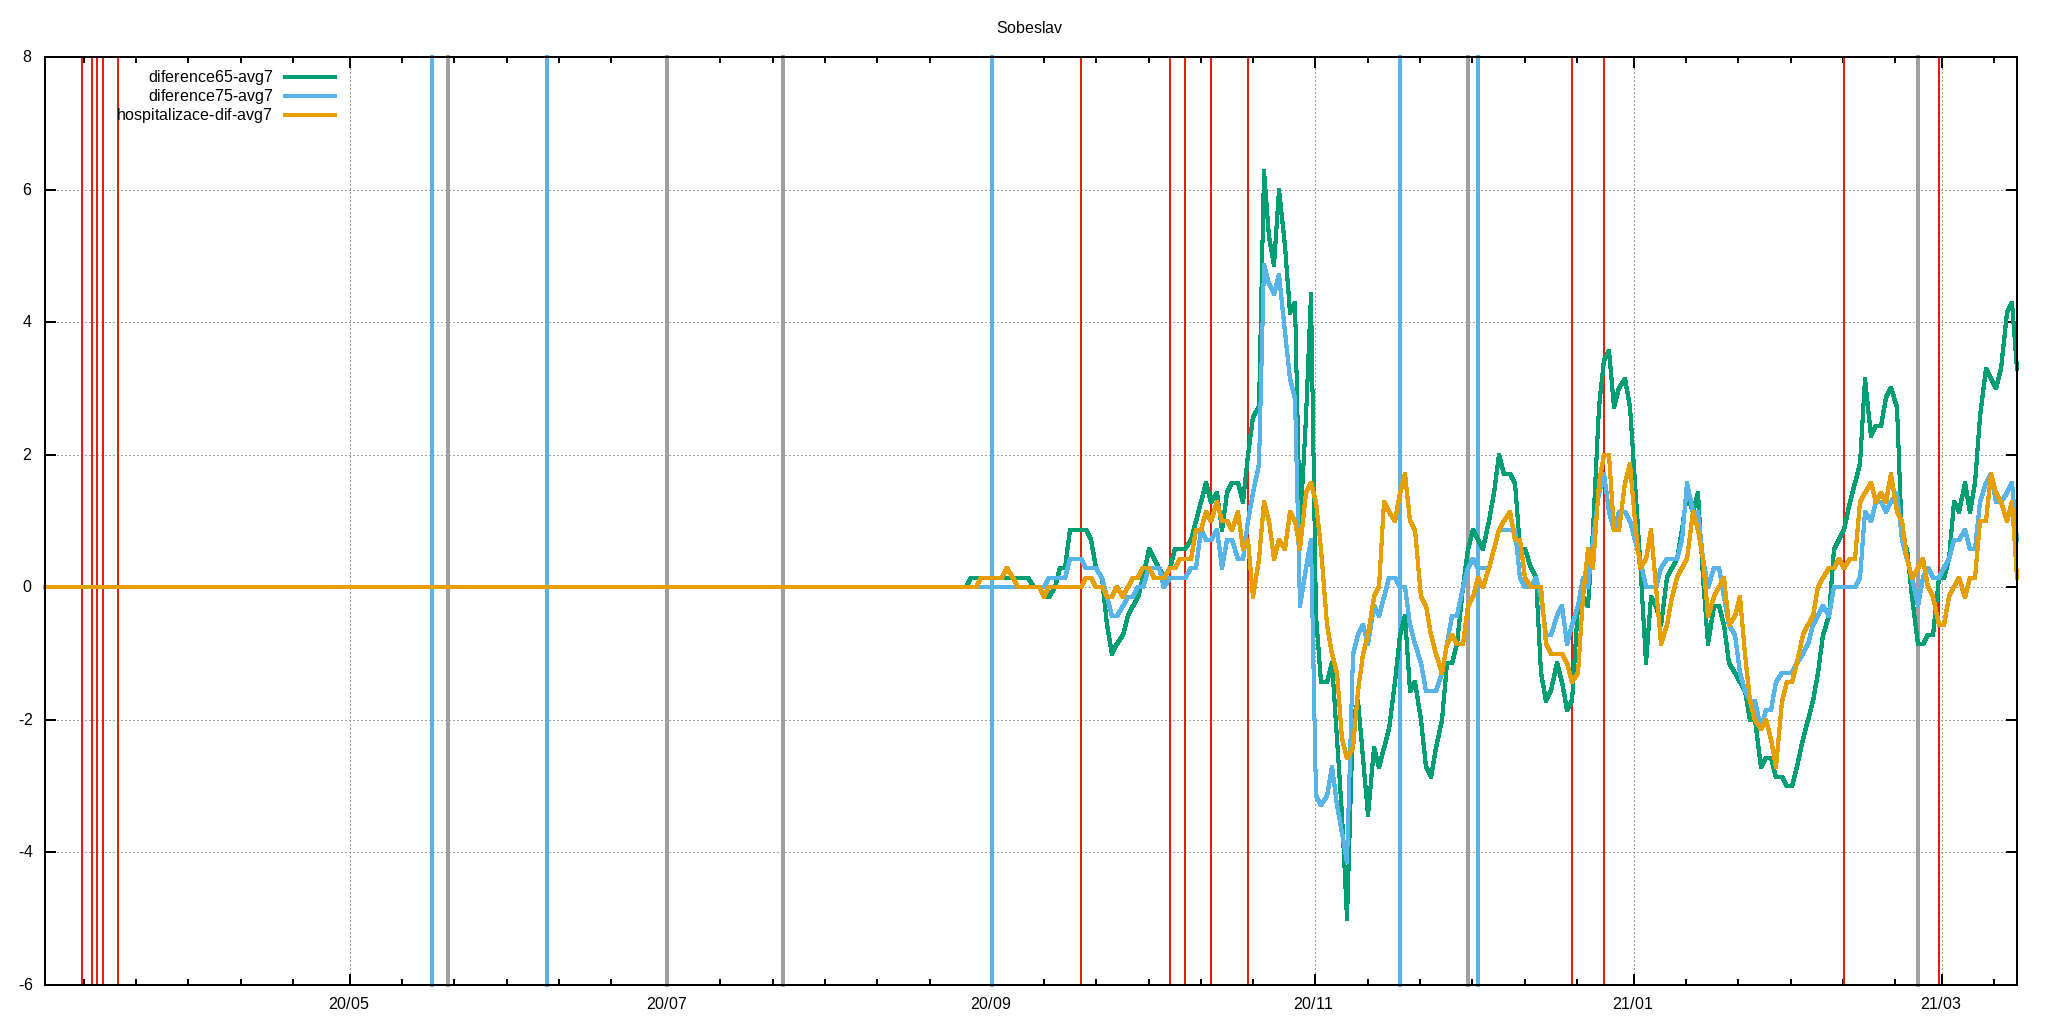 Sobeslav
8
diference65-avg7
diference75-avg7
hospitalizace-dif-avg7
6
4
2
0
-2
-4
-6
20/05 20/07 20/09 20/11 21/01 21/03